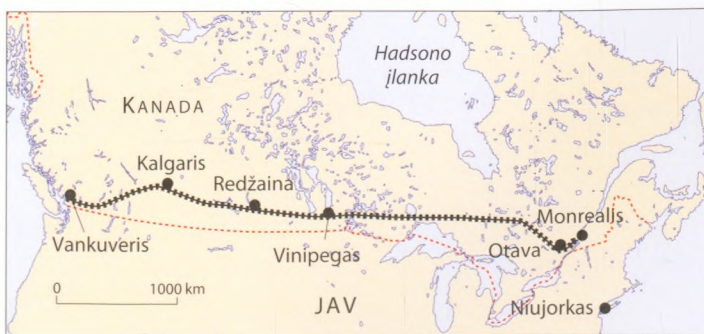 Hadsono
įlanka
KANADA
Kalgaris
Redžaina
Monrealis
Vankuveris
Vinipegas
Otava
0 1000 km
JAV
Niujorkas